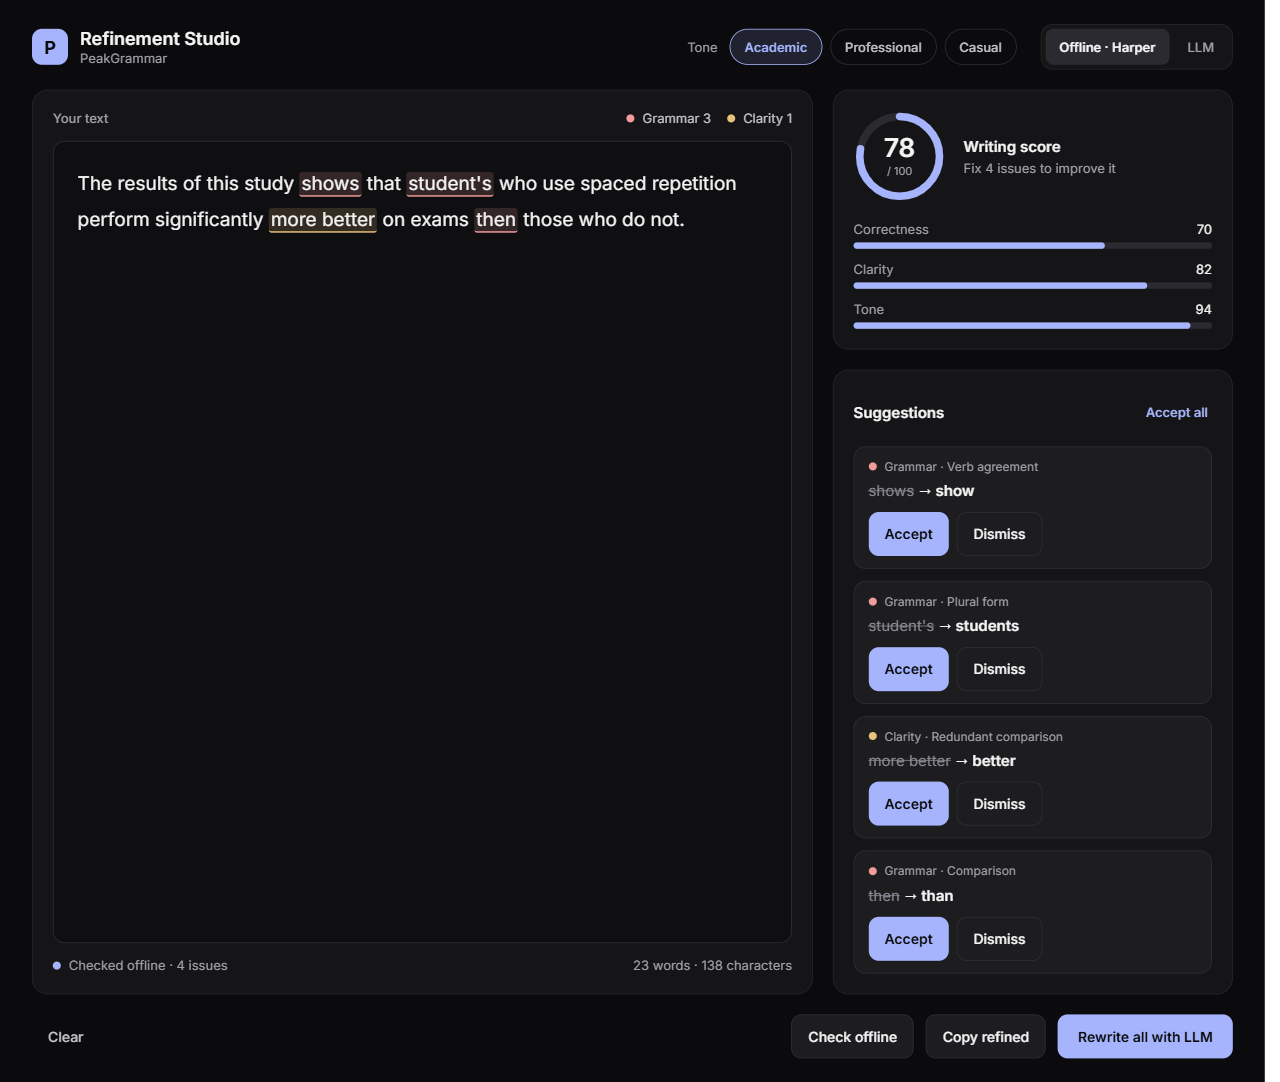 P
Refinement Studio
PeakGrammar
Tone
Academic
Professional
Casual
Offline · Harper
LLM
Your text
Grammar 3
Clarity 1
The results of this study shows that student's who use spaced repetition
perform significantly more better on exams then those who do not.
Checked offline · 4 issues
23 words · 138 characters
78
/ 100
Writing score
Fix 4 issues to improve it
Correctness
70
Clarity
82
Tone
94
Suggestions
Accept all
Grammar · Verb agreement
shows → show
Accept
Dismiss
Grammar · Plural form
student's → students
Accept
Dismiss
Clarity · Redundant comparison
more better → better
Accept
Dismiss
Grammar · Comparison
then → than
Accept
Dismiss
Clear
Check offline
Copy refined
Rewrite all with LLM